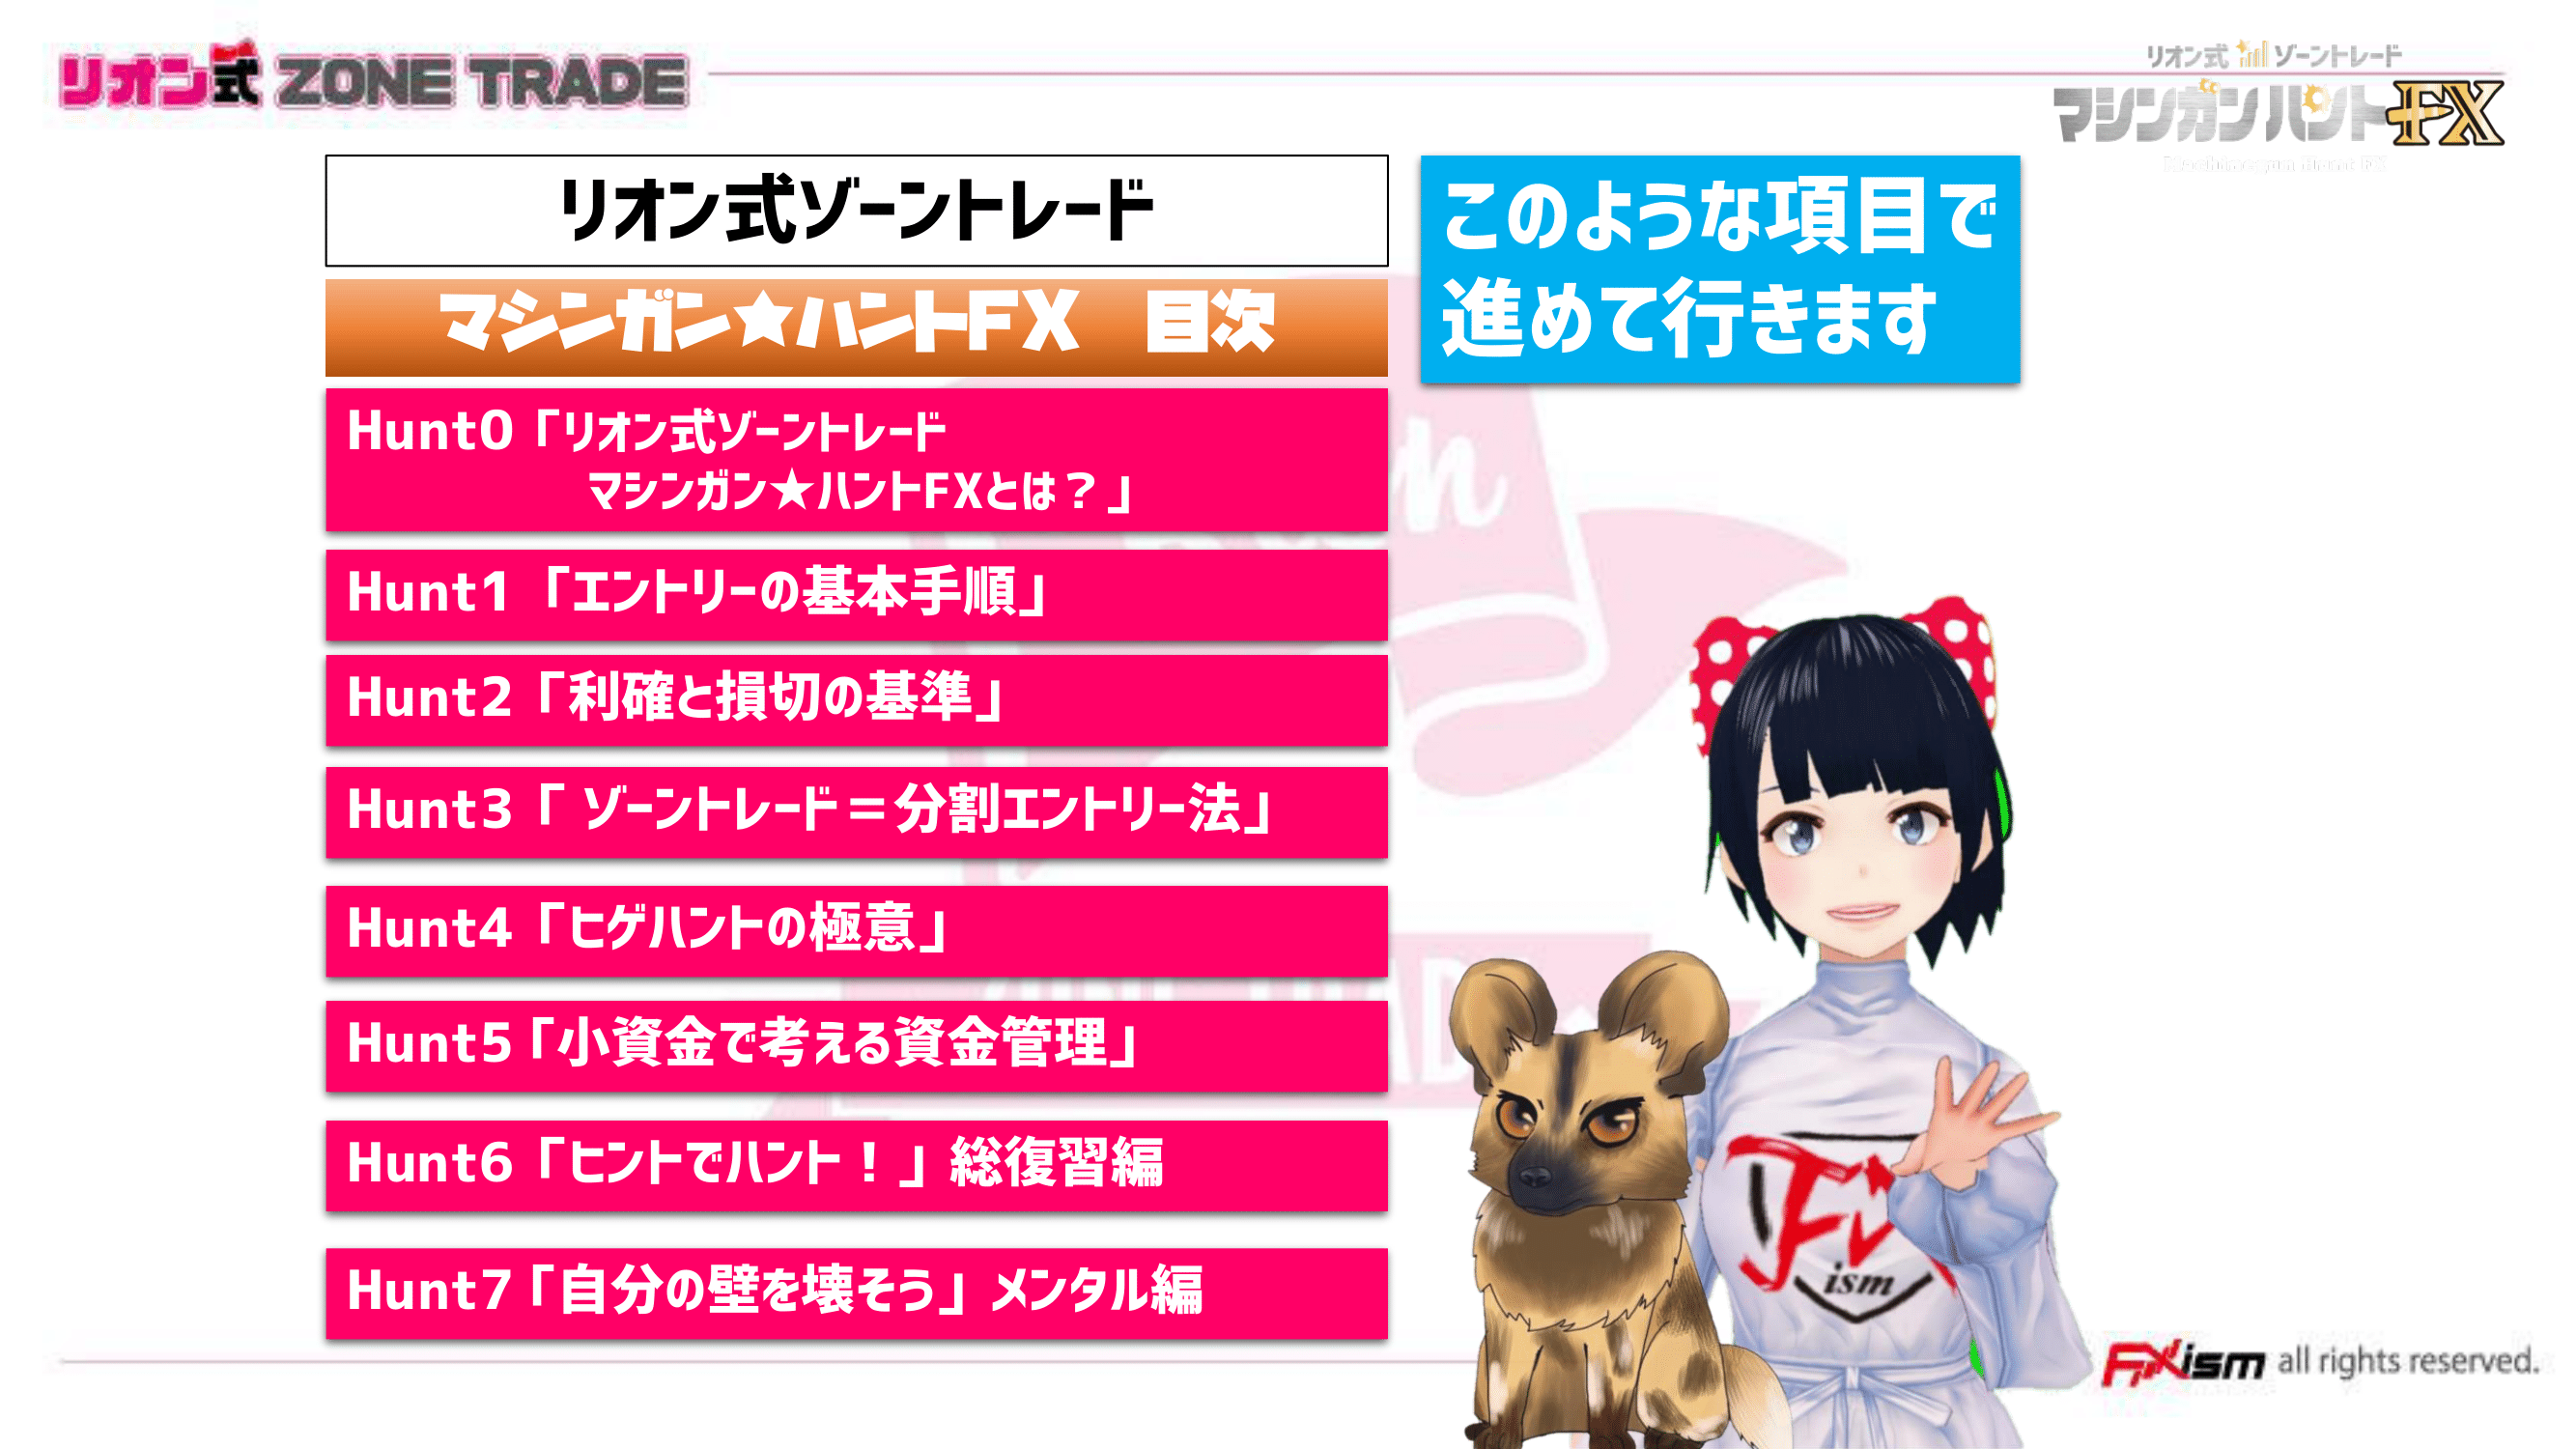 リオン式 ZONE TRADE
リオン式 ゾーントレード
マシンガンハントFX
リオン式ゾーントレード
マシンガン★ハントFX　目次
このような項目で
進めて行きます
Hunt0「リオン式ゾーントレード
マシンガン★ハントFXとは？」
Hunt1「エントリーの基本手順」
Hunt2「利確と損切の基準」
Hunt3「 ゾーントレード＝分割エントリー法」
Hunt4「ヒゲハントの極意」
Hunt5「小資金で考える資金管理」
Hunt6「ヒントでハント！」総復習編
Hunt7「自分の壁を壊そう」メンタル編
ism
FXism all rights reserved.